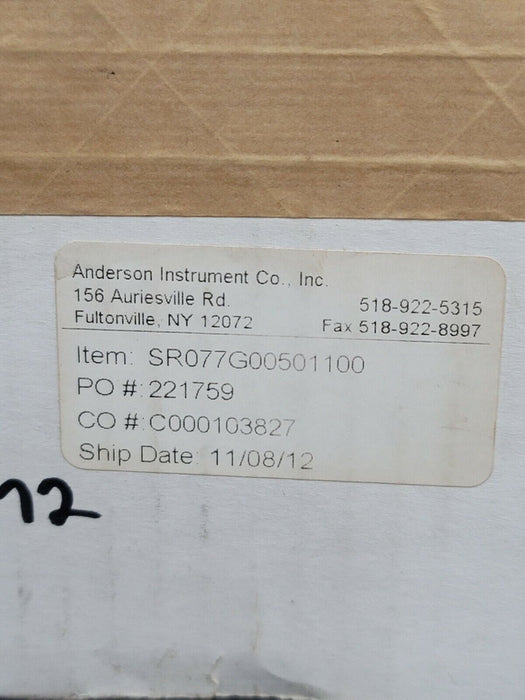 Anderson Instrument Co., Inc.
156 Auriesville Rd. 518-922-5315
Fultonville, NY 12072 Fax 518-922-8997
Item: SR077G00501100
PO #: 221759
CO #: C000103827
Ship Date: 11/08/12